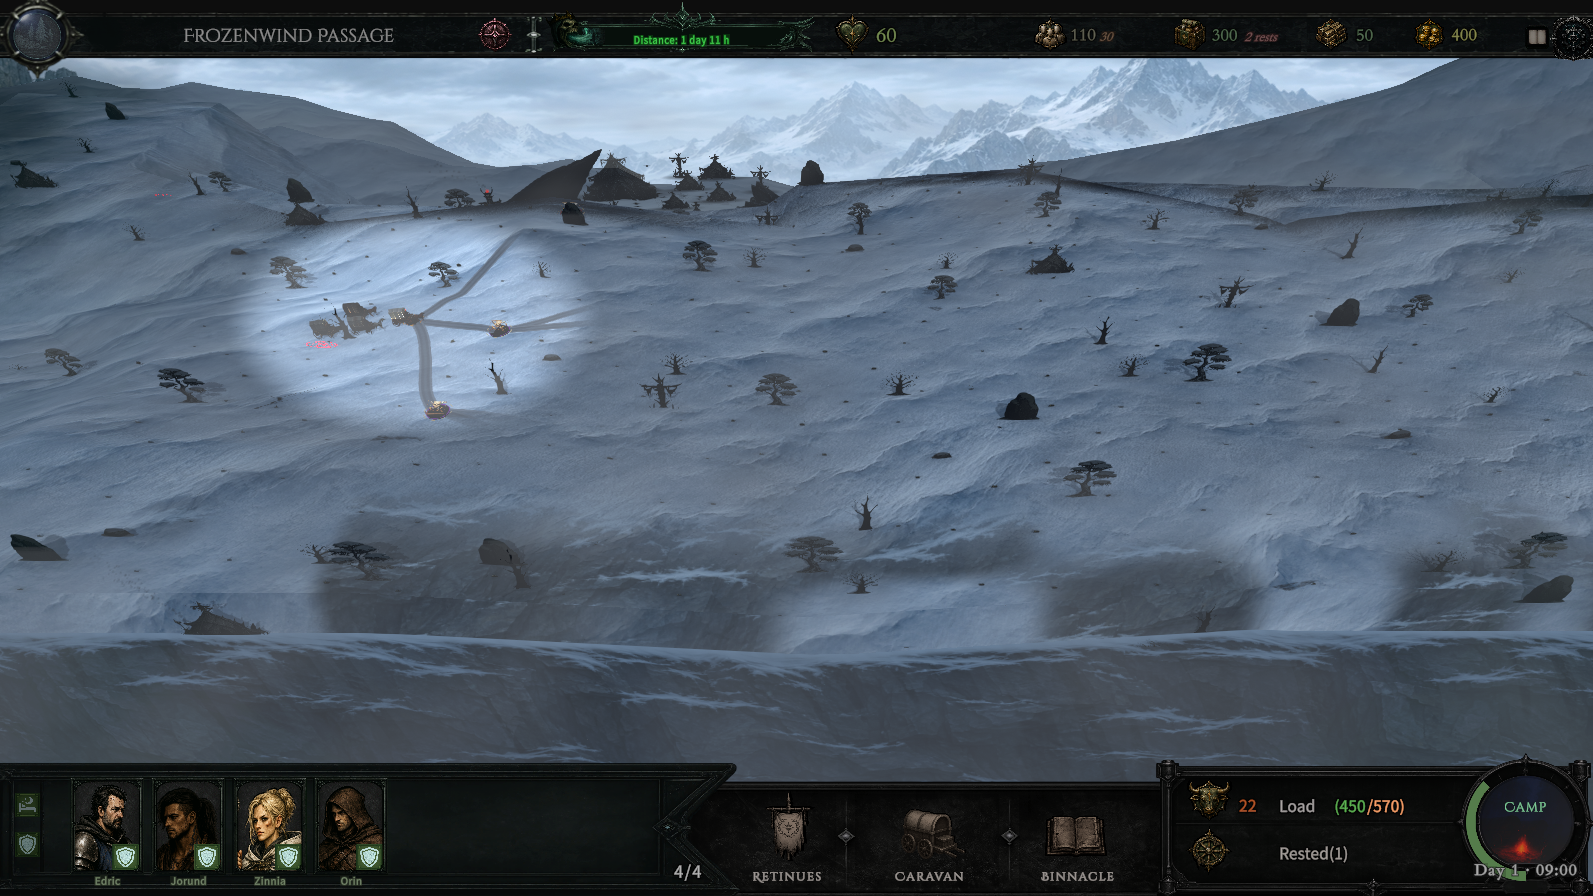 Frozenwind Passage
Distance: 1 day 11 h
60
110 30
300 2 rests
50
400
Edric
Jorund
Zinnia
Orin
4/4
Retinues
Caravan
Binnacle
22 Load (450/570)
Rested(1)
Camp
Day 1 · 09:00